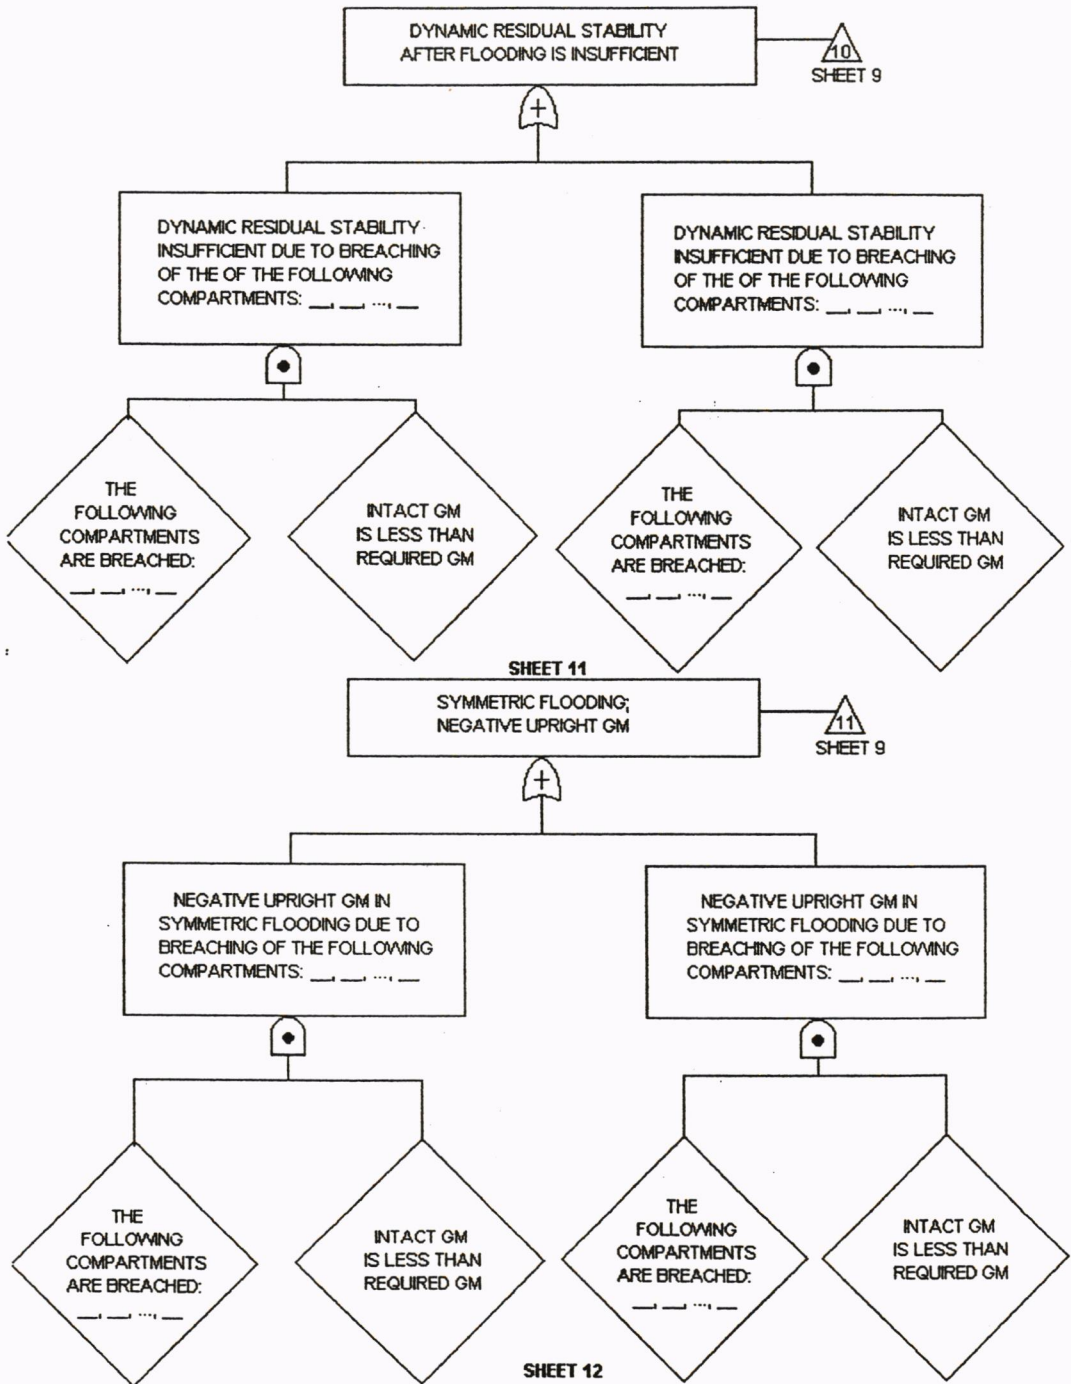 DYNAMIC RESIDUAL STABILITY
AFTER FLOODING IS INSUFFICIENT
10
SHEET 9
+
DYNAMIC RESIDUAL STABILITY
INSUFFICIENT DUE TO BREACHING
OF THE OF THE FOLLOWING
COMPARTMENTS: __, __, ..., __
DYNAMIC RESIDUAL STABILITY
INSUFFICIENT DUE TO BREACHING
OF THE OF THE FOLLOWING
COMPARTMENTS: __, __, ..., __
THE
FOLLOWING
COMPARTMENTS
ARE BREACHED:
__, __, ..., __
INTACT GM
IS LESS THAN
REQUIRED GM
THE
FOLLOWING
COMPARTMENTS
ARE BREACHED:
__, __, ..., __
INTACT GM
IS LESS THAN
REQUIRED GM
SHEET 11
SYMMETRIC FLOODING;
NEGATIVE UPRIGHT GM
11
SHEET 9
+
NEGATIVE UPRIGHT GM IN
SYMMETRIC FLOODING DUE TO
BREACHING OF THE FOLLOWING
COMPARTMENTS: __, __, ..., __
NEGATIVE UPRIGHT GM IN
SYMMETRIC FLOODING DUE TO
BREACHING OF THE FOLLOWING
COMPARTMENTS: __, __, ..., __
THE
FOLLOWING
COMPARTMENTS
ARE BREACHED:
__, __, ..., __
INTACT GM
IS LESS THAN
REQUIRED GM
THE
FOLLOWING
COMPARTMENTS
ARE BREACHED:
__, __, ..., __
INTACT GM
IS LESS THAN
REQUIRED GM
SHEET 12